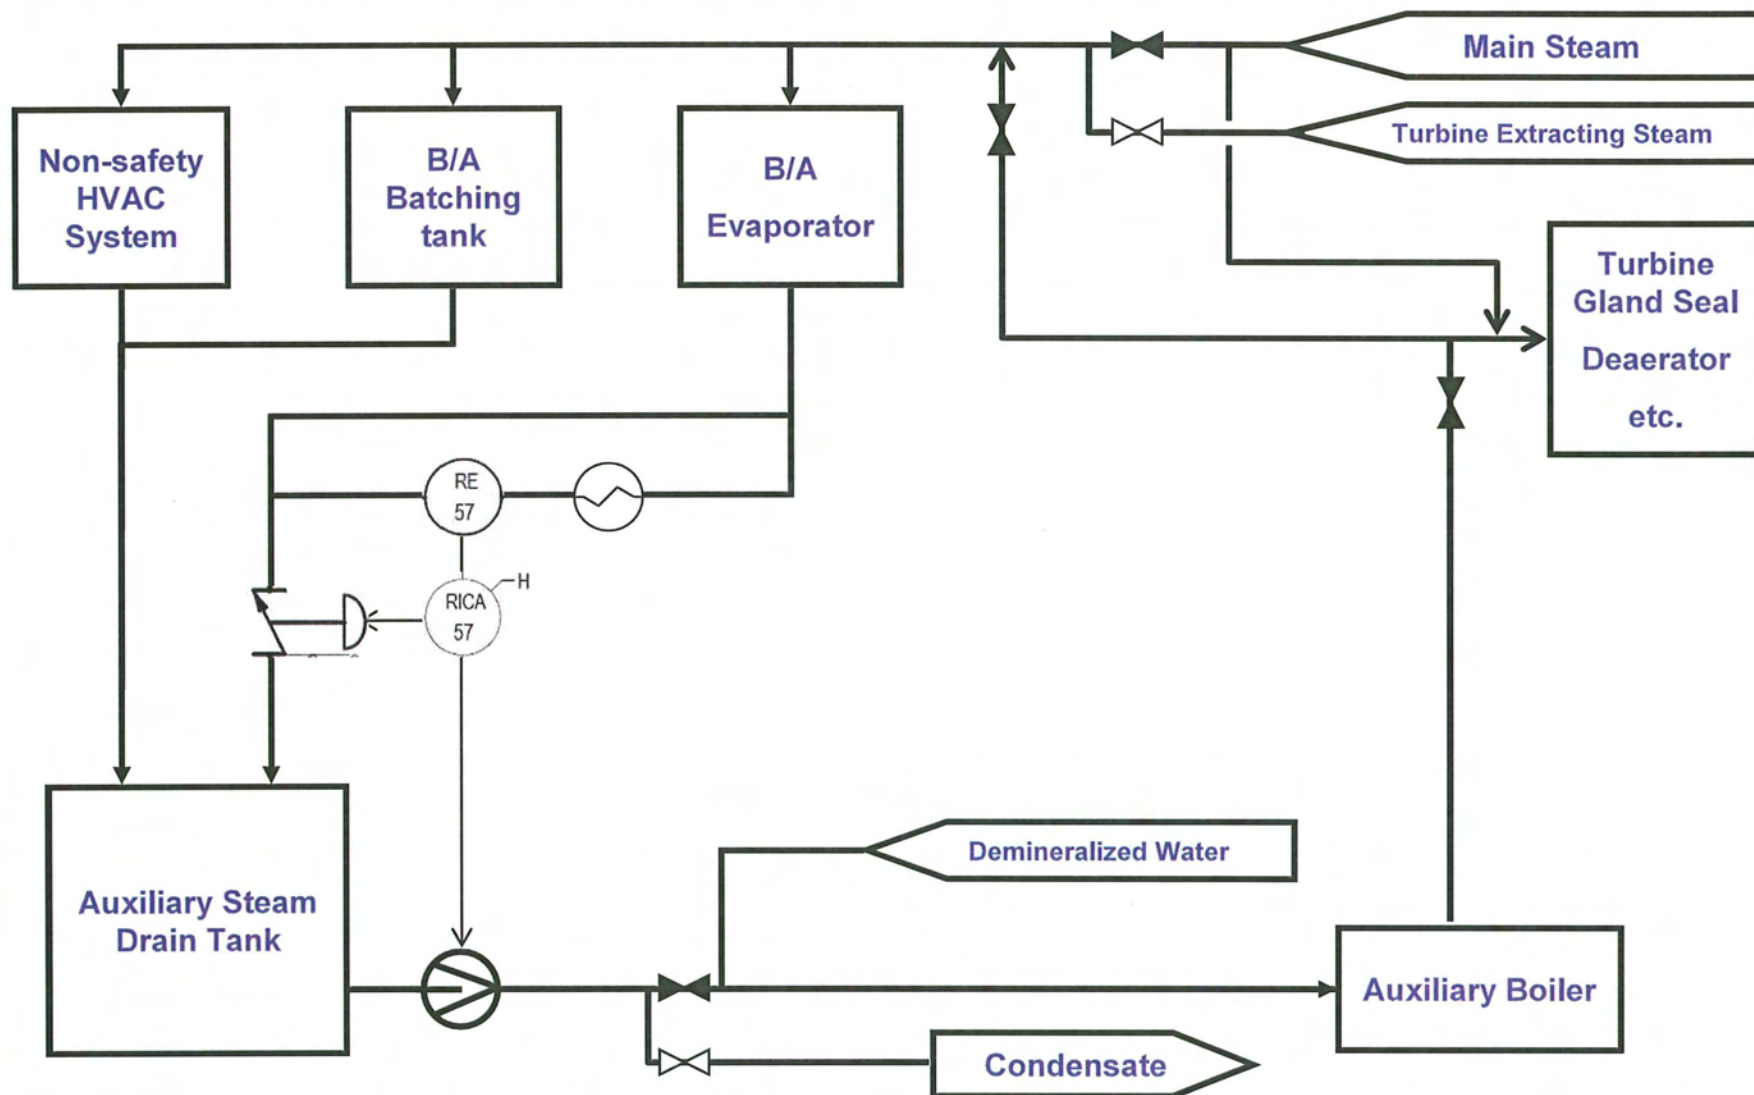 Main Steam
Turbine Extracting Steam
Non-safety
HVAC
System
B/A
Batching
tank
B/A
Evaporator
Turbine
Gland Seal
Deaerator
etc.
RE
57
H
RICA
57
Auxiliary Steam
Drain Tank
Demineralized Water
Auxiliary Boiler
Condensate